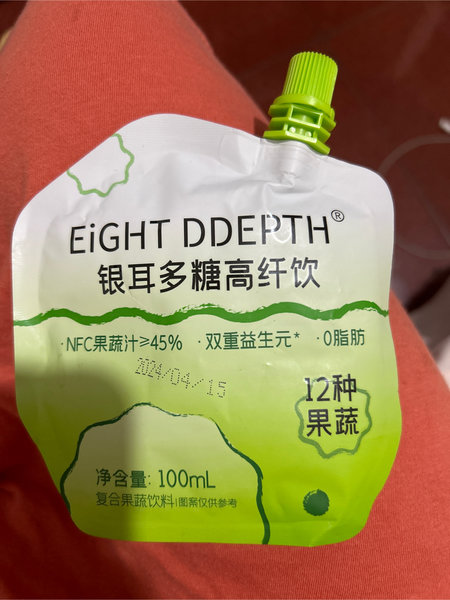 EiGHT DDEPTH®
银耳多糖高纤饮
·NFC果蔬汁≥45% ·双重益生元* ·0脂肪
2024/04/15
12种
果蔬
净含量: 100mL
复合果蔬饮料|图案仅供参考